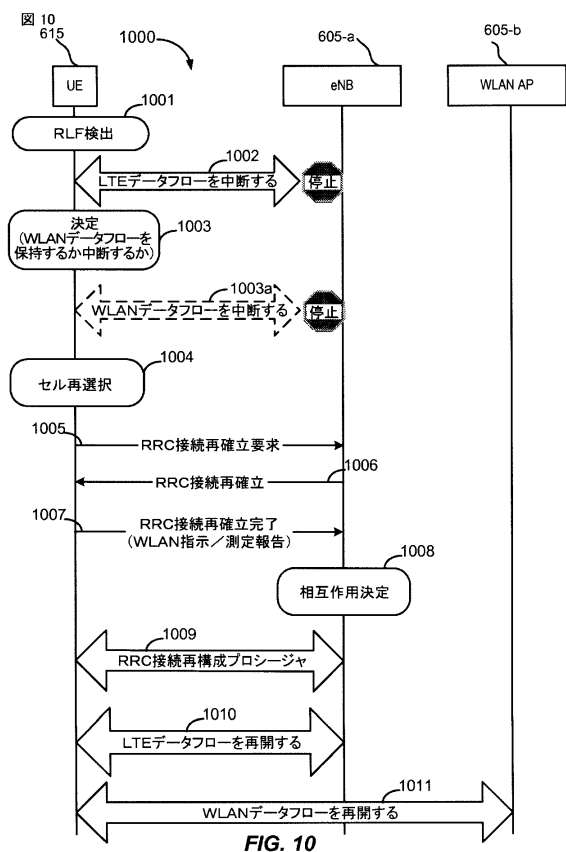 図 10
615
1000
605-a
605-b
UE
eNB
WLAN AP
1001
RLF検出
1002
LTEデータフローを中断する
停止
決定
(WLANデータフローを
保持するか中断するか)
1003
1003a
WLANデータフローを中断する
停止
1004
セル再選択
1005
RRC接続再確立要求
1006
RRC接続再確立
1007
RRC接続再確立完了
(WLAN指示/測定報告)
1008
相互作用決定
1009
RRC接続再構成プロシージャ
1010
LTEデータフローを再開する
1011
WLANデータフローを再開する
FIG. 10